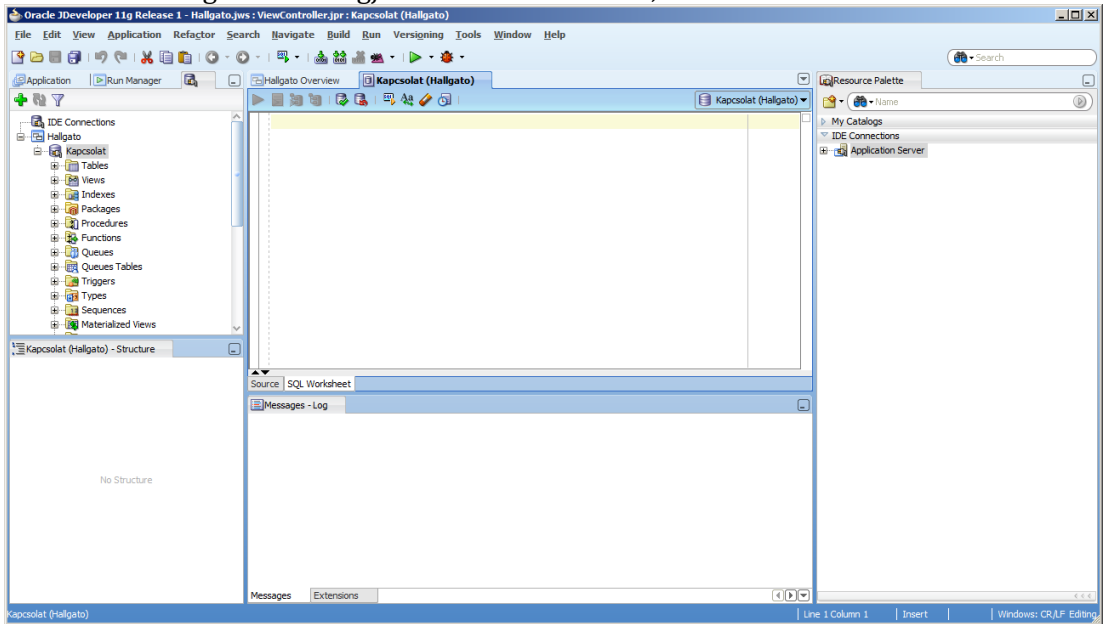 Oracle JDeveloper 11g Release 1 - Hallgato.jws : ViewController.jpr : Kapcsolat (Hallgato)
File Edit View Application Refactor Search Navigate Build Run Versioning Tools Window Help
Search
Application
Run Manager
Hallgato Overview
Kapcsolat (Hallgato)
Resource Palette
Kapcsolat (Hallgato)
Name
IDE Connections
Hallgato
Kapcsolat
Tables
Views
Indexes
Packages
Procedures
Functions
Queues
Queues Tables
Triggers
Types
Sequences
Materialized Views
My Catalogs
IDE Connections
Application Server
Kapcsolat (Hallgato) - Structure
No Structure
Source SQL Worksheet
Messages - Log
Messages Extensions
Kapcsolat (Hallgato)
Line 1 Column 1 Insert Windows: CR/LF Editing